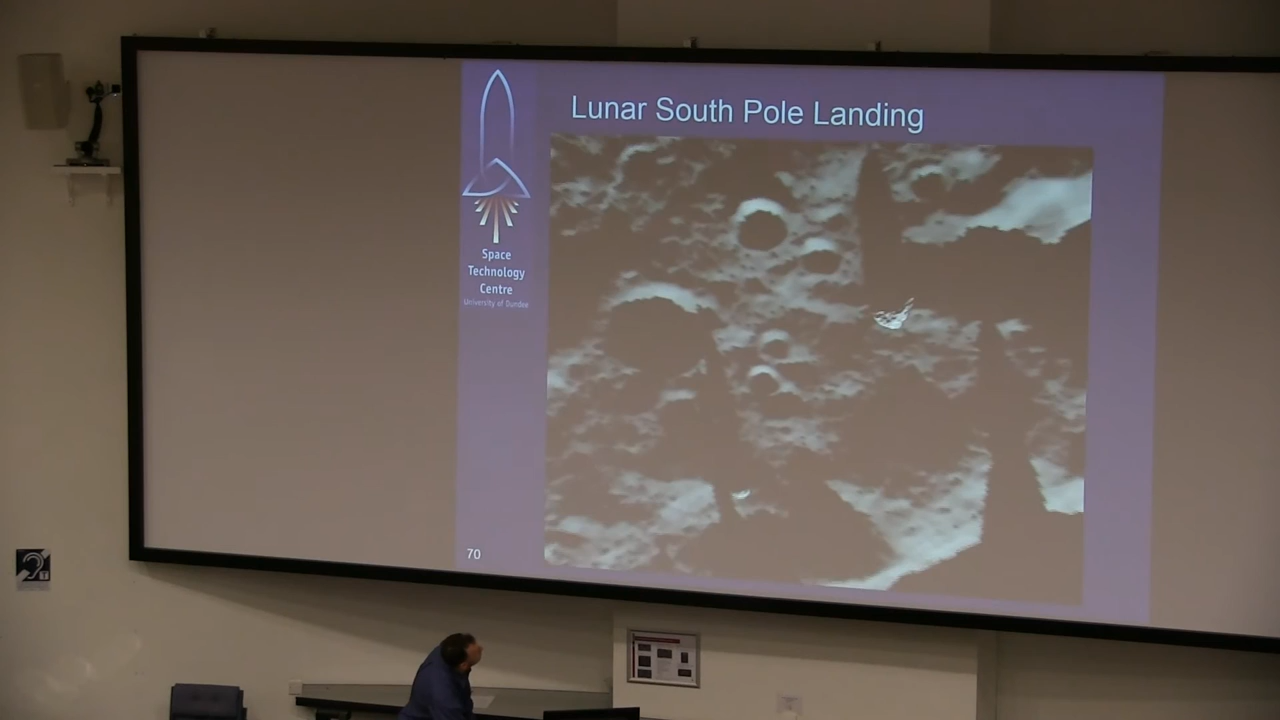 Lunar South Pole Landing
Space
Technology
Centre
University of Dundee
70
T